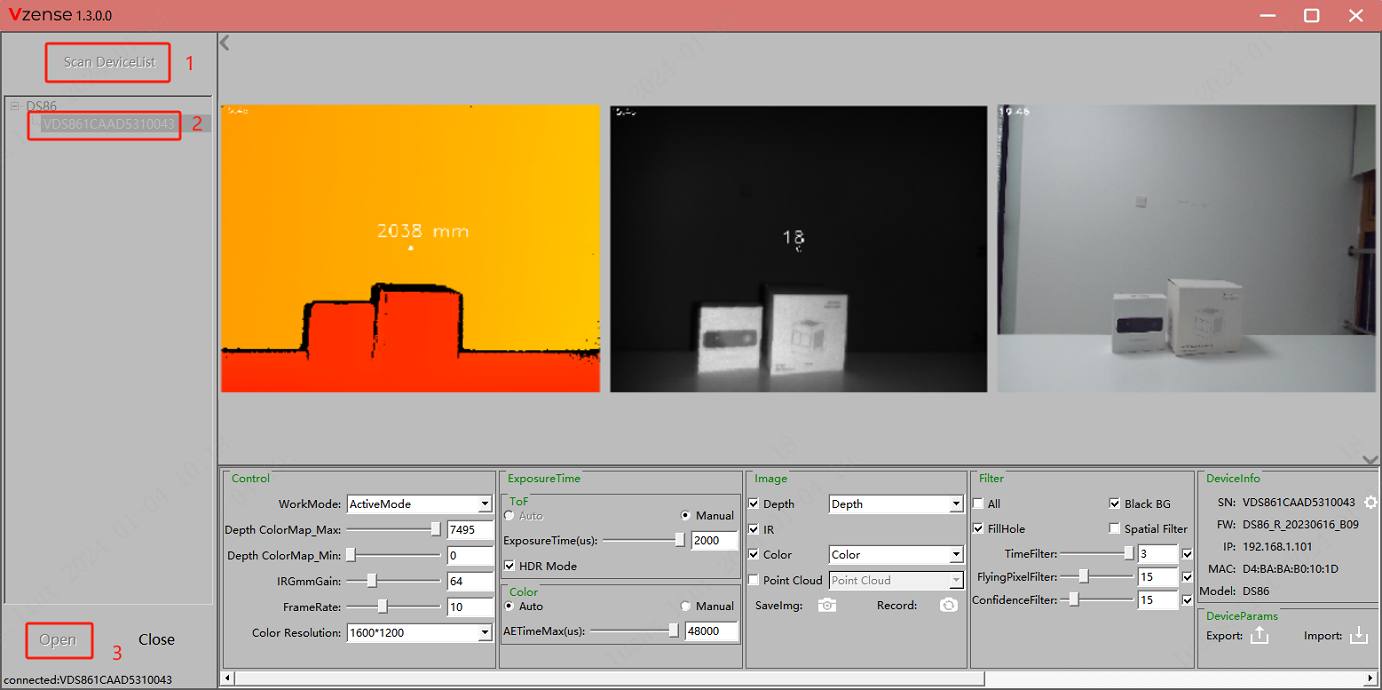 Vzense 1.3.0.0
Scan DeviceList 1
DS86
VDS861CAAD5310043 2
Open 3 Close
connected:VDS861CAAD5310043
2038 mm
18
Control
WorkMode: ActiveMode
Depth ColorMap_Max: 7495
Depth ColorMap_Min: 0
IRGmmGain: 64
FrameRate: 10
Color Resolution: 1600*1200
ExposureTime
ToF
Auto Manual
ExposureTime(us): 2000
HDR Mode
Color
Auto Manual
AETimeMax(us): 48000
Image
Depth Depth
IR
Color Color
Point Cloud Point Cloud
SaveImg: Record:
Filter
All Black BG
FillHole Spatial Filter
TimeFilter: 3
FlyingPixelFilter: 15
ConfidenceFilter: 15
DeviceInfo
SN: VDS861CAAD5310043
FW: DS86_R_20230616_B09
IP: 192.168.1.101
MAC: D4:BA:BA:B0:10:1D
Model: DS86
DeviceParams
Export: Import: